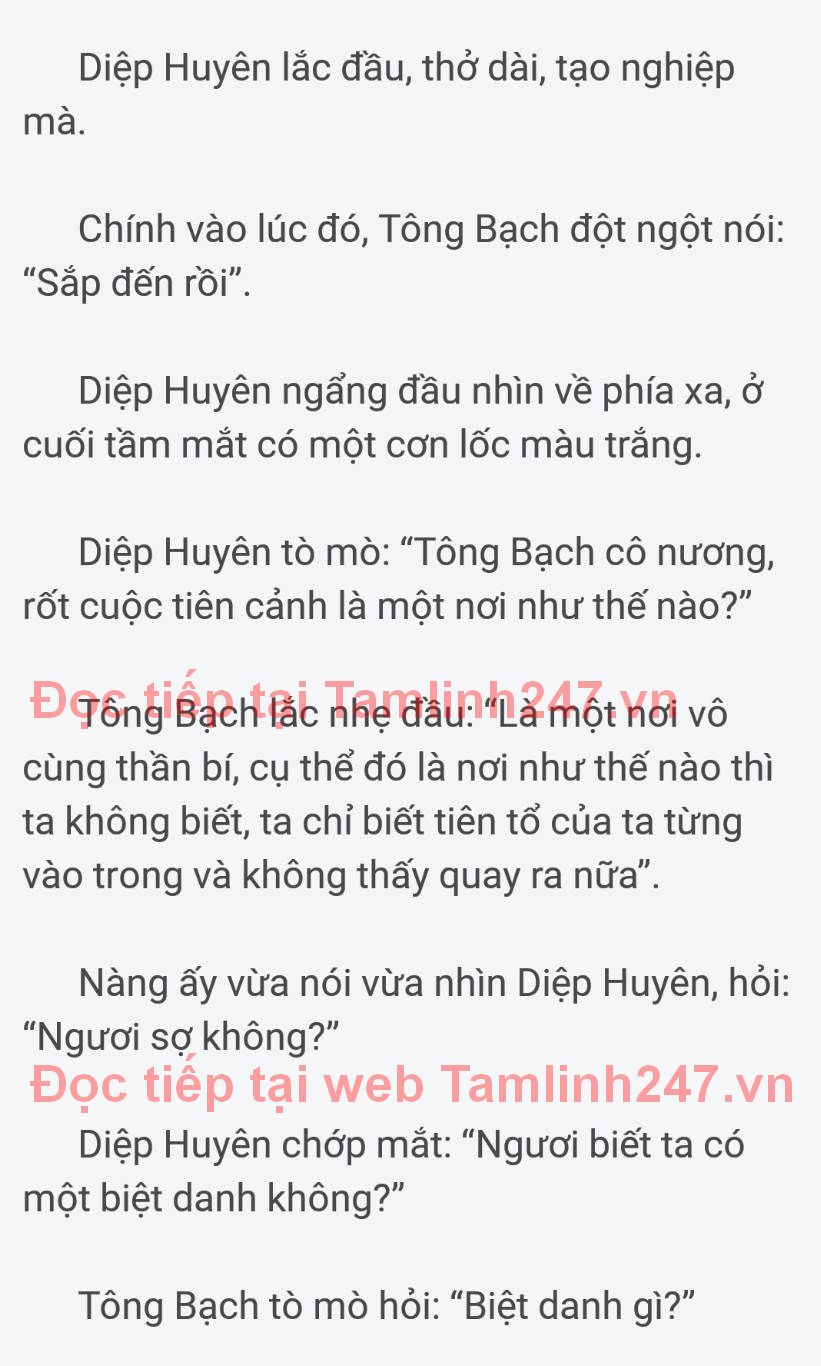 Diệp Huyên lắc đầu, thở dài, tạo nghiệp
mà.
Chính vào lúc đó, Tông Bạch đột ngột nói:
“Sắp đến rồi”.
Diệp Huyên ngẩng đầu nhìn về phía xa, ở
cuối tầm mắt có một cơn lốc màu trắng.
Diệp Huyên tò mò: “Tông Bạch cô nương,
rốt cuộc tiên cảnh là một nơi như thế nào?”
Đọc tiếp tại Tamlinh247.vn
Tông Bạch lắc nhẹ đầu: “Là một nơi vô
cùng thần bí, cụ thể đó là nơi như thế nào thì
ta không biết, ta chỉ biết tiên tổ của ta từng
vào trong và không thấy quay ra nữa”.
Nàng ấy vừa nói vừa nhìn Diệp Huyên, hỏi:
“Ngươi sợ không?”
Đọc tiếp tại web Tamlinh247.vn
Diệp Huyên chớp mắt: “Ngươi biết ta có
một biệt danh không?”
Tông Bạch tò mò hỏi: “Biệt danh gì?”